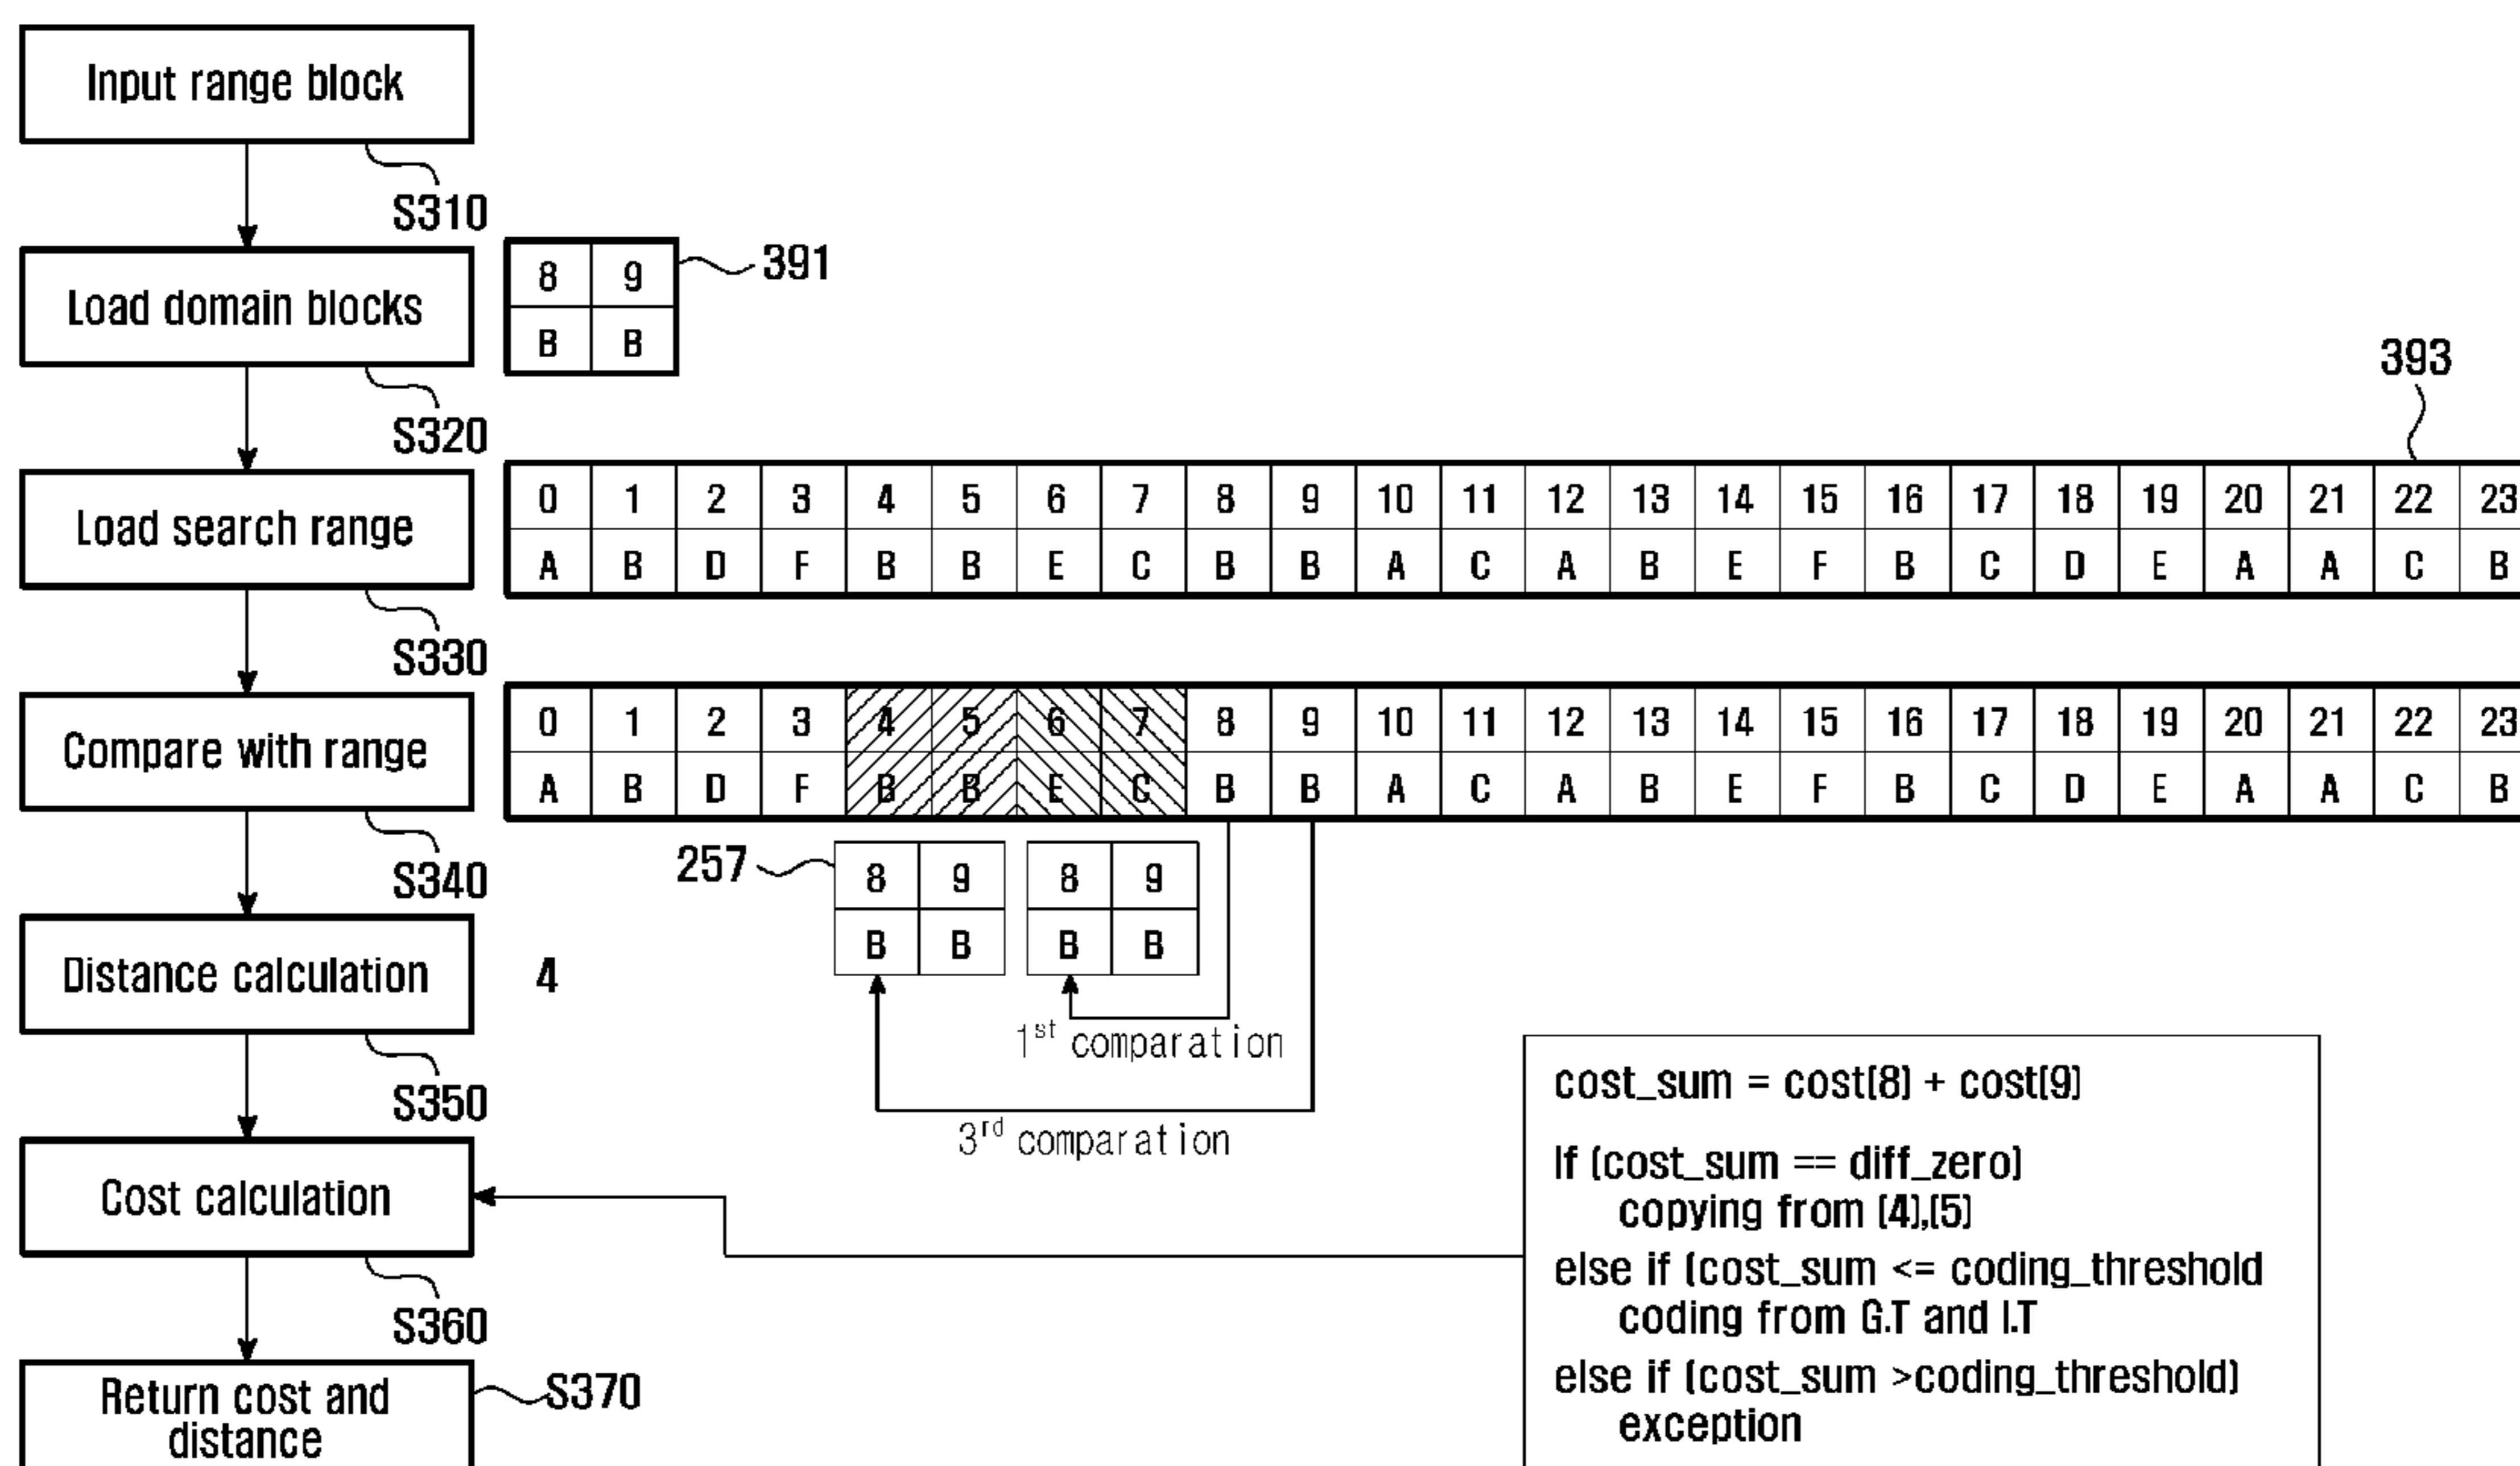 Input range block
S310
Load domain blocks
8 9
B B
391
S320
393
Load search range
0 1 2 3 4 5 6 7 8 9 10 11 12 13 14 15 16 17 18 19 20 21 22 23
A B D F B B E C B B A C A B E F B C D E A A C B
S330
Compare with range
0 1 2 3 4 5 6 7 8 9 10 11 12 13 14 15 16 17 18 19 20 21 22 23
A B D F B B E C B B A C A B E F B C D E A A C B
S340
257
8 9 8 9
B B B B
Distance calculation
4
1st comparation
S350
3rd comparation
Cost calculation
S360
cost_sum = cost(8) + cost(9)
If (cost_sum == diff_zero)
copying from (4),(5)
else if (cost_sum <= coding_threshold
coding from G.T and I.T
else if (cost_sum >coding_threshold)
exception
Return cost and
distance
S370